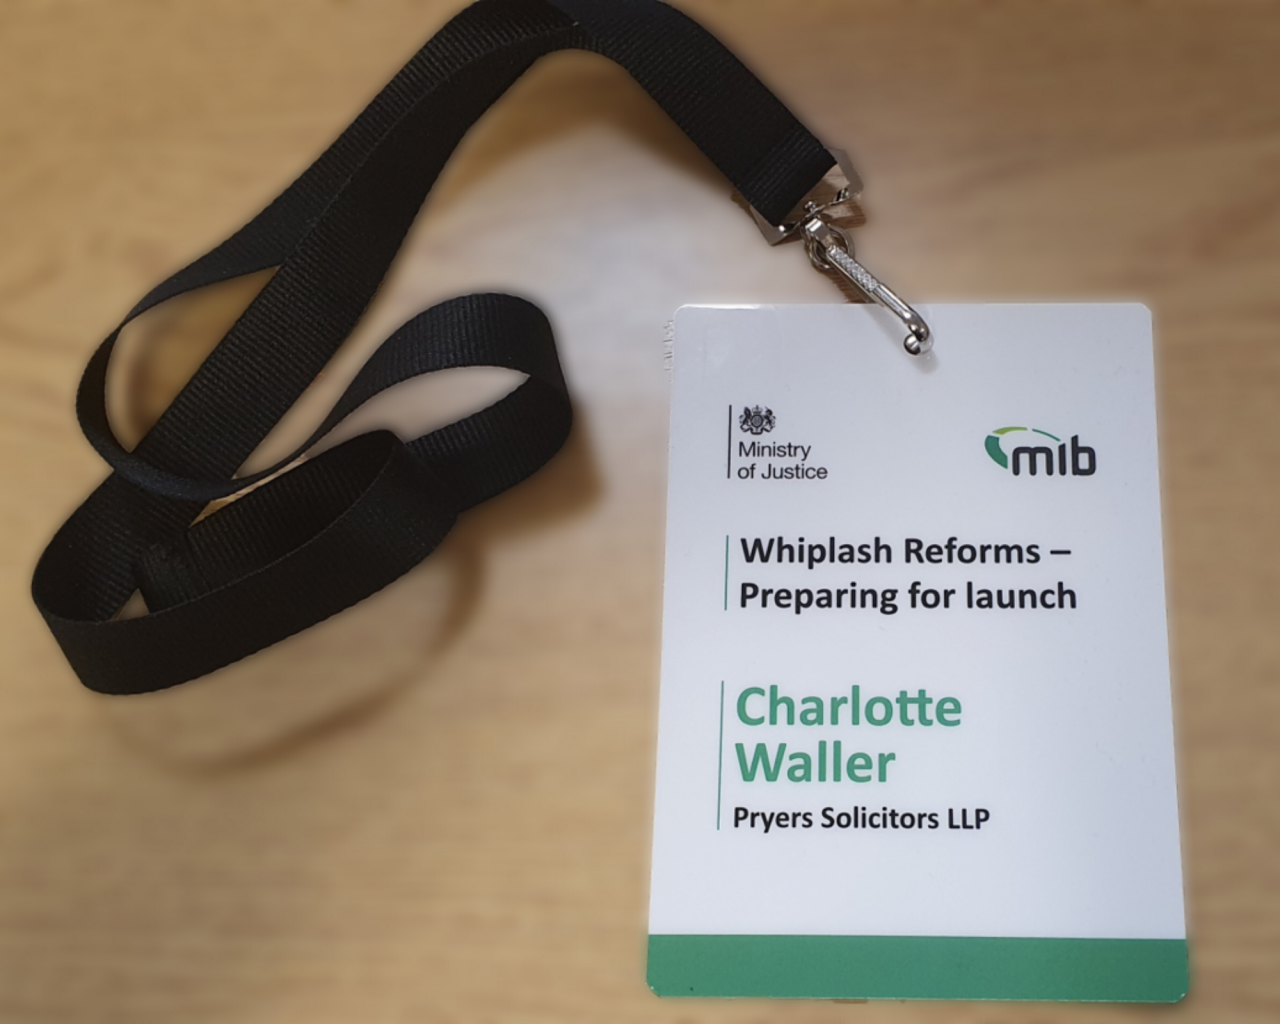 Ministry
of Justice
mib
Whiplash Reforms –
Preparing for launch
Charlotte
Waller
Pryers Solicitors LLP